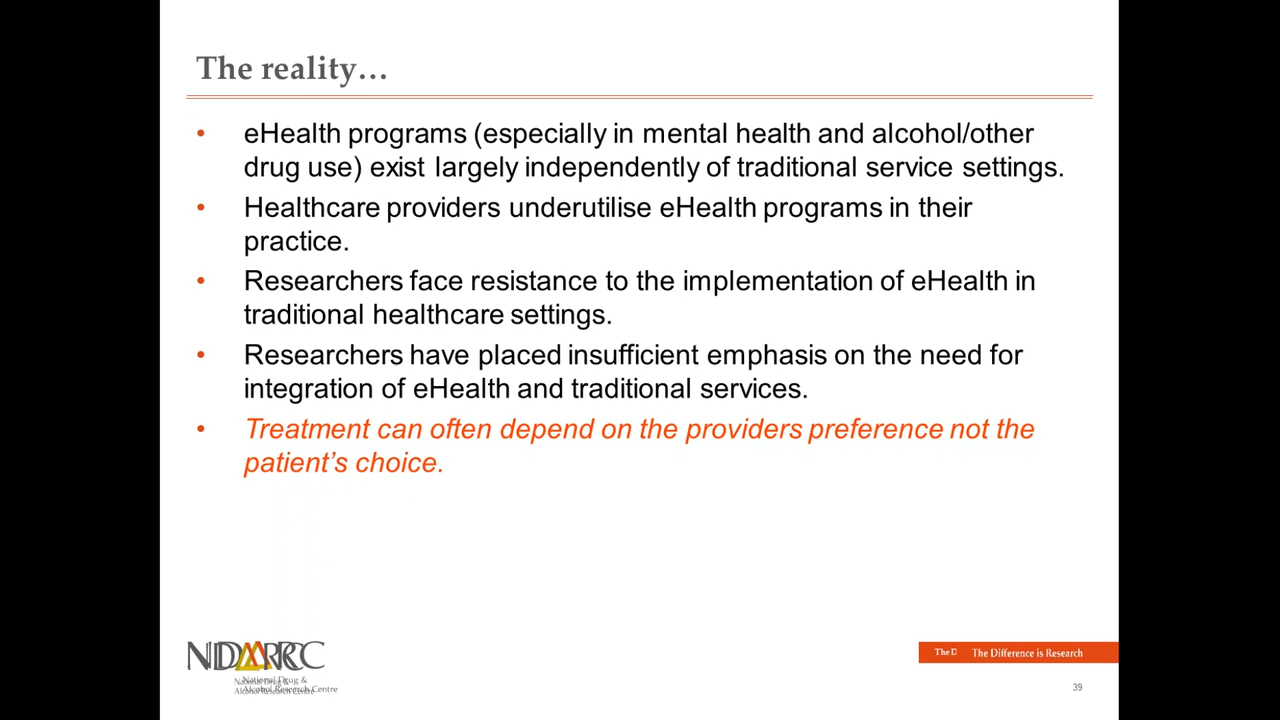 The reality…
• eHealth programs (especially in mental health and alcohol/other
drug use) exist largely independently of traditional service settings.
• Healthcare providers underutilise eHealth programs in their
practice.
• Researchers face resistance to the implementation of eHealth in
traditional healthcare settings.
• Researchers have placed insufficient emphasis on the need for
integration of eHealth and traditional services.
• Treatment can often depend on the providers preference not the
patient’s choice.
NDARC
National Drug &
Alcohol Research Centre
The D The Difference is Research
39